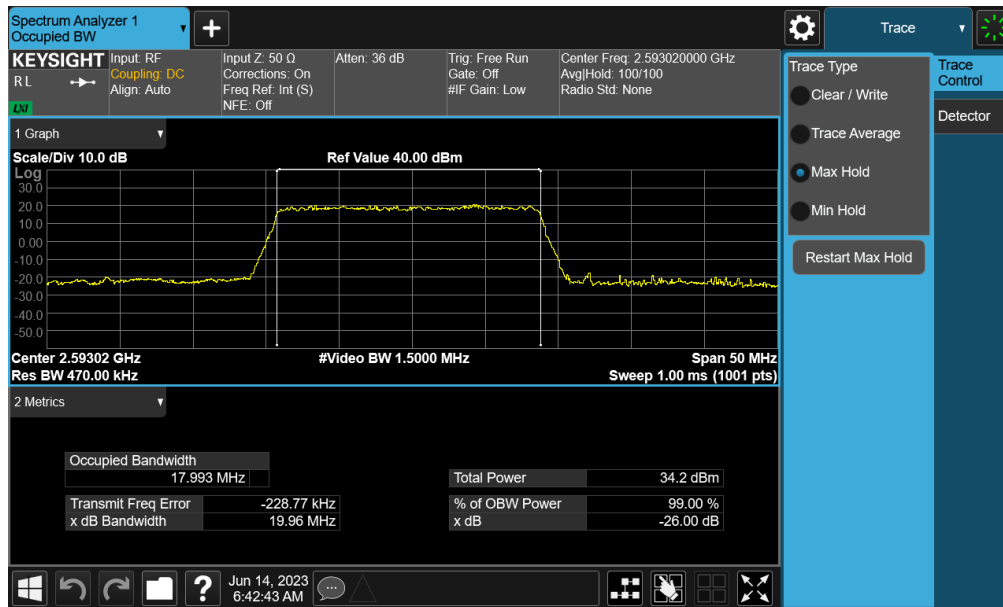 Spectrum Analyzer 1
Occupied BW
+
Trace
KEYSIGHT
R L
LXI
Input: RF
Coupling: DC
Align: Auto
Input Z: 50 Ω
Corrections: On
Freq Ref: Int (S)
NFE: Off
Atten: 36 dB
Trig: Free Run
Gate: Off
#IF Gain: Low
Center Freq: 2.593020000 GHz
Avg|Hold: 100/100
Radio Std: None
Trace Type
Clear / Write
Trace Average
Max Hold
Min Hold
Restart Max Hold
Trace
Control
Detector
1 Graph
Scale/Div 10.0 dB
Ref Value 40.00 dBm
Log
30.0
20.0
10.0
0.00
-10.0
-20.0
-30.0
-40.0
-50.0
Center 2.59302 GHz
#Video BW 1.5000 MHz
Span 50 MHz
Res BW 470.00 kHz
Sweep 1.00 ms (1001 pts)
2 Metrics
Occupied Bandwidth
17.993 MHz
Total Power 34.2 dBm
Transmit Freq Error -228.77 kHz
% of OBW Power 99.00 %
x dB Bandwidth 19.96 MHz
x dB -26.00 dB
?
Jun 14, 2023
6:42:43 AM